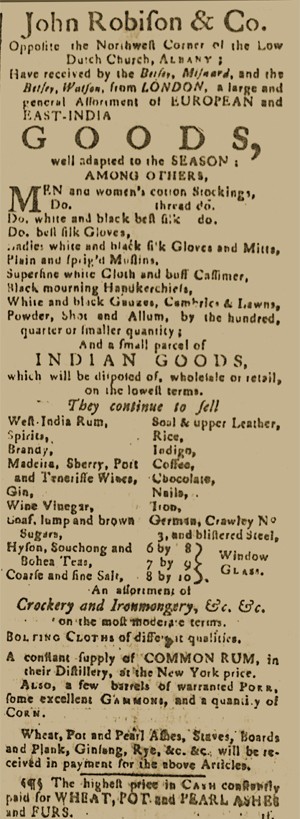 John Robiſon & Co.
Oppoſite the Northweſt Corner of the Low
Dutch Church, ALBANY;
Have received by the Betſey, and the
Betſey, Watſon, from LONDON, a large and
general Aſſortment of EUROPEAN and
EAST-INDIA
GOODS,
well adapted to the SEASON;
AMONG OTHERS,
MEN and women's cotton Stockings,
Do. thread do.
Do. white and black beſt ſilk do.
Do. beſt ſilk Gloves,
Ladies white and black ſilk Gloves and Mitts,
Plain and ſprig'd Muſlins,
Superfine white Cloth and buff Caſſimer,
Black mourning Hankerchiefs,
White and black Gauzes, Cambrics & Lawns,
Powder, Shot and Allum, by the hundred,
quarter or ſmaller quantity;
And a ſmall parcel of
INDIAN GOODS,
which will be diſpoſed of, wholeſale or retail,
on the loweſt terms.
They continue to ſell
Weſt-India Rum,
Spirits,
Brandy,
Madeira, Sherry, Port
and Teneriffe Wines,
Gin,
Wine Vinegar,
Loaf, lump and brown
Sugars,
Hyſon, Souchong and
Bohea Teas,
Coarſe and fine Salt,
Soal & upper Leather,
Rice,
Indigo,
Coffee,
Chocolate,
Nails,
Iron,
German, Crawley No
3, and bliſtered Steel,
6 by 8
7 by 9
8 by 10
Window
GLASS.
An aſſortment of
Crockery and Ironmongery, &c. &c.
on the moſt moderate terms.
BOLTING CLOTHS of different qualities.
A conſtant ſupply of COMMON RUM, in
their Diſtillery, at the New York price.
ALSO, a few barrels of warranted PORK,
ſome excellent GAMMONS, and a quantity of
CORN.
Wheat, Pot and Pearl Aſhes, Staves, Boards
and Plank, Ginſang, Rye, &c. &c. will be re-
ceived in payment for the above Articles.
¶¶¶ The higheſt price in CASH conſtantly
paid for WHEAT, POT and PEARL ASHES
and FURS.